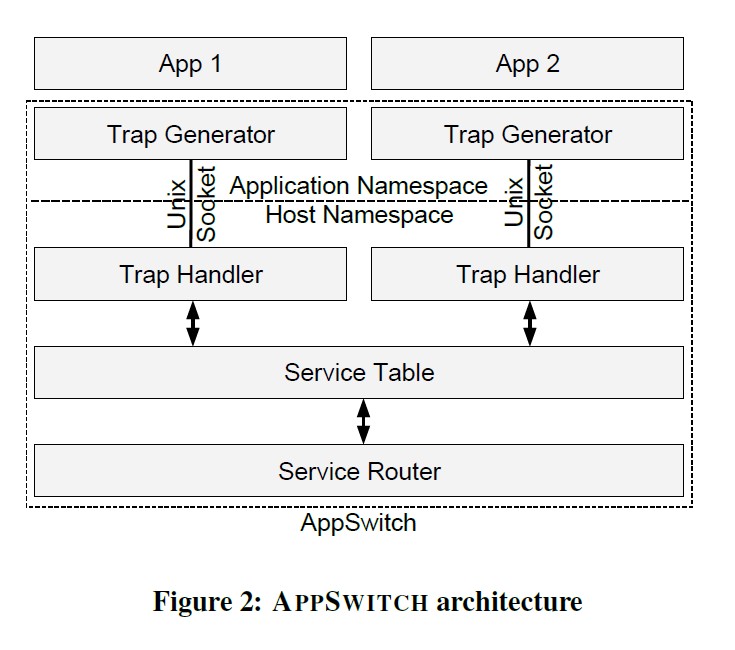 App 1
App 2
Trap Generator
Trap Generator
Unix
Socket
Application Namespace
Host Namespace
Unix
Socket
Trap Handler
Trap Handler
Service Table
Service Router
AppSwitch
Figure 2: APPSWITCH architecture